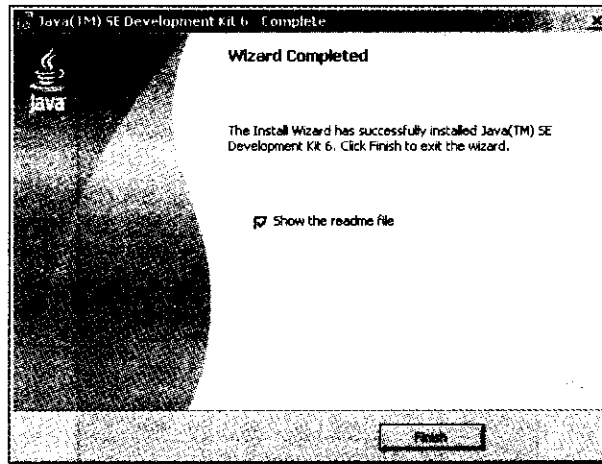 Java(TM) SE Development Kit 6 - Complete
Wizard Completed
Java
The Install Wizard has successfully installed Java(TM) SE
Development Kit 6. Click Finish to exit the wizard.
Show the readme file
Finish